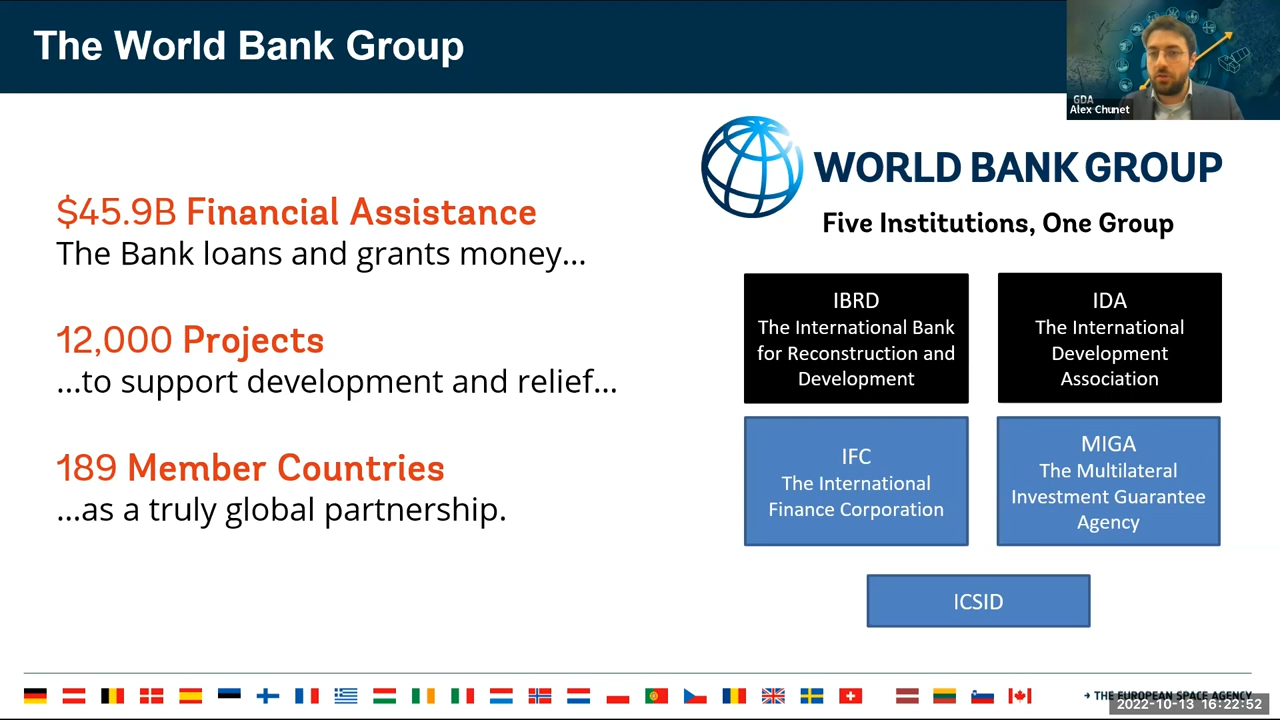 The World Bank Group
GDA
Alex Chunet
$45.9B Financial Assistance
The Bank loans and grants money...
12,000 Projects
...to support development and relief...
189 Member Countries
...as a truly global partnership.
WORLD BANK GROUP
Five Institutions, One Group
IBRD
The International Bank
for Reconstruction and
Development
IDA
The International
Development
Association
IFC
The International
Finance Corporation
MIGA
The Multilateral
Investment Guarantee
Agency
ICSID
→ THE EUROPEAN SPACE AGENCY
2022-10-13 16:22:52